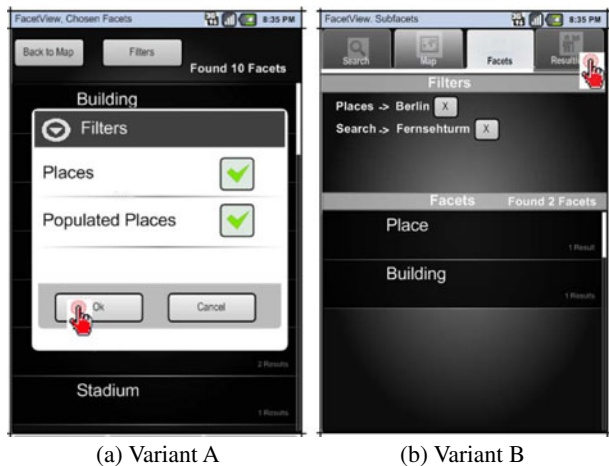 FacetView, Chosen Facets
8:35 PM
Back to Map
Filters
Found 10 Facets
Building
Filters
Places
Populated Places
Ok
Cancel
2 Results
Stadium
1 Results
(a) Variant A
FacetView. Subfacets
8:35 PM
Search
Map
Facets
Filters
Places -> Berlin X
Search -> Fernsehturm X
Facets Found 2 Facets
Place
1 Result
Building
1 Results
(b) Variant B